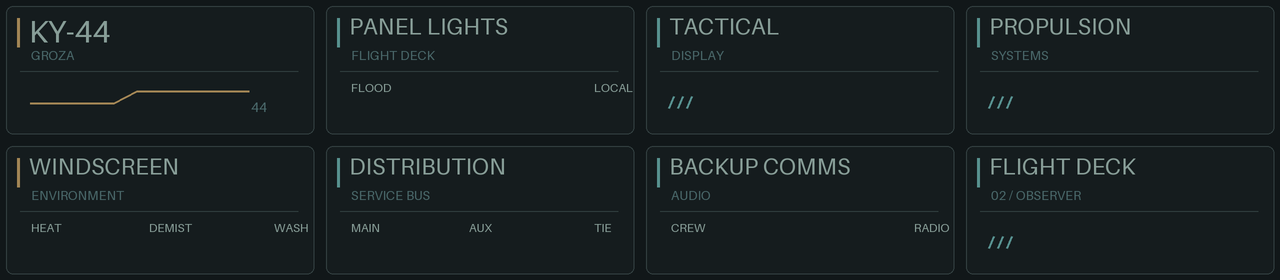 KY-44
GROZA
44
PANEL LIGHTS
FLIGHT DECK
FLOOD LOCAL
TACTICAL
DISPLAY
///
PROPULSION
SYSTEMS
///
WINDSCREEN
ENVIRONMENT
HEAT DEMIST WASH
DISTRIBUTION
SERVICE BUS
MAIN AUX TIE
BACKUP COMMS
AUDIO
CREW RADIO
FLIGHT DECK
02 / OBSERVER
///